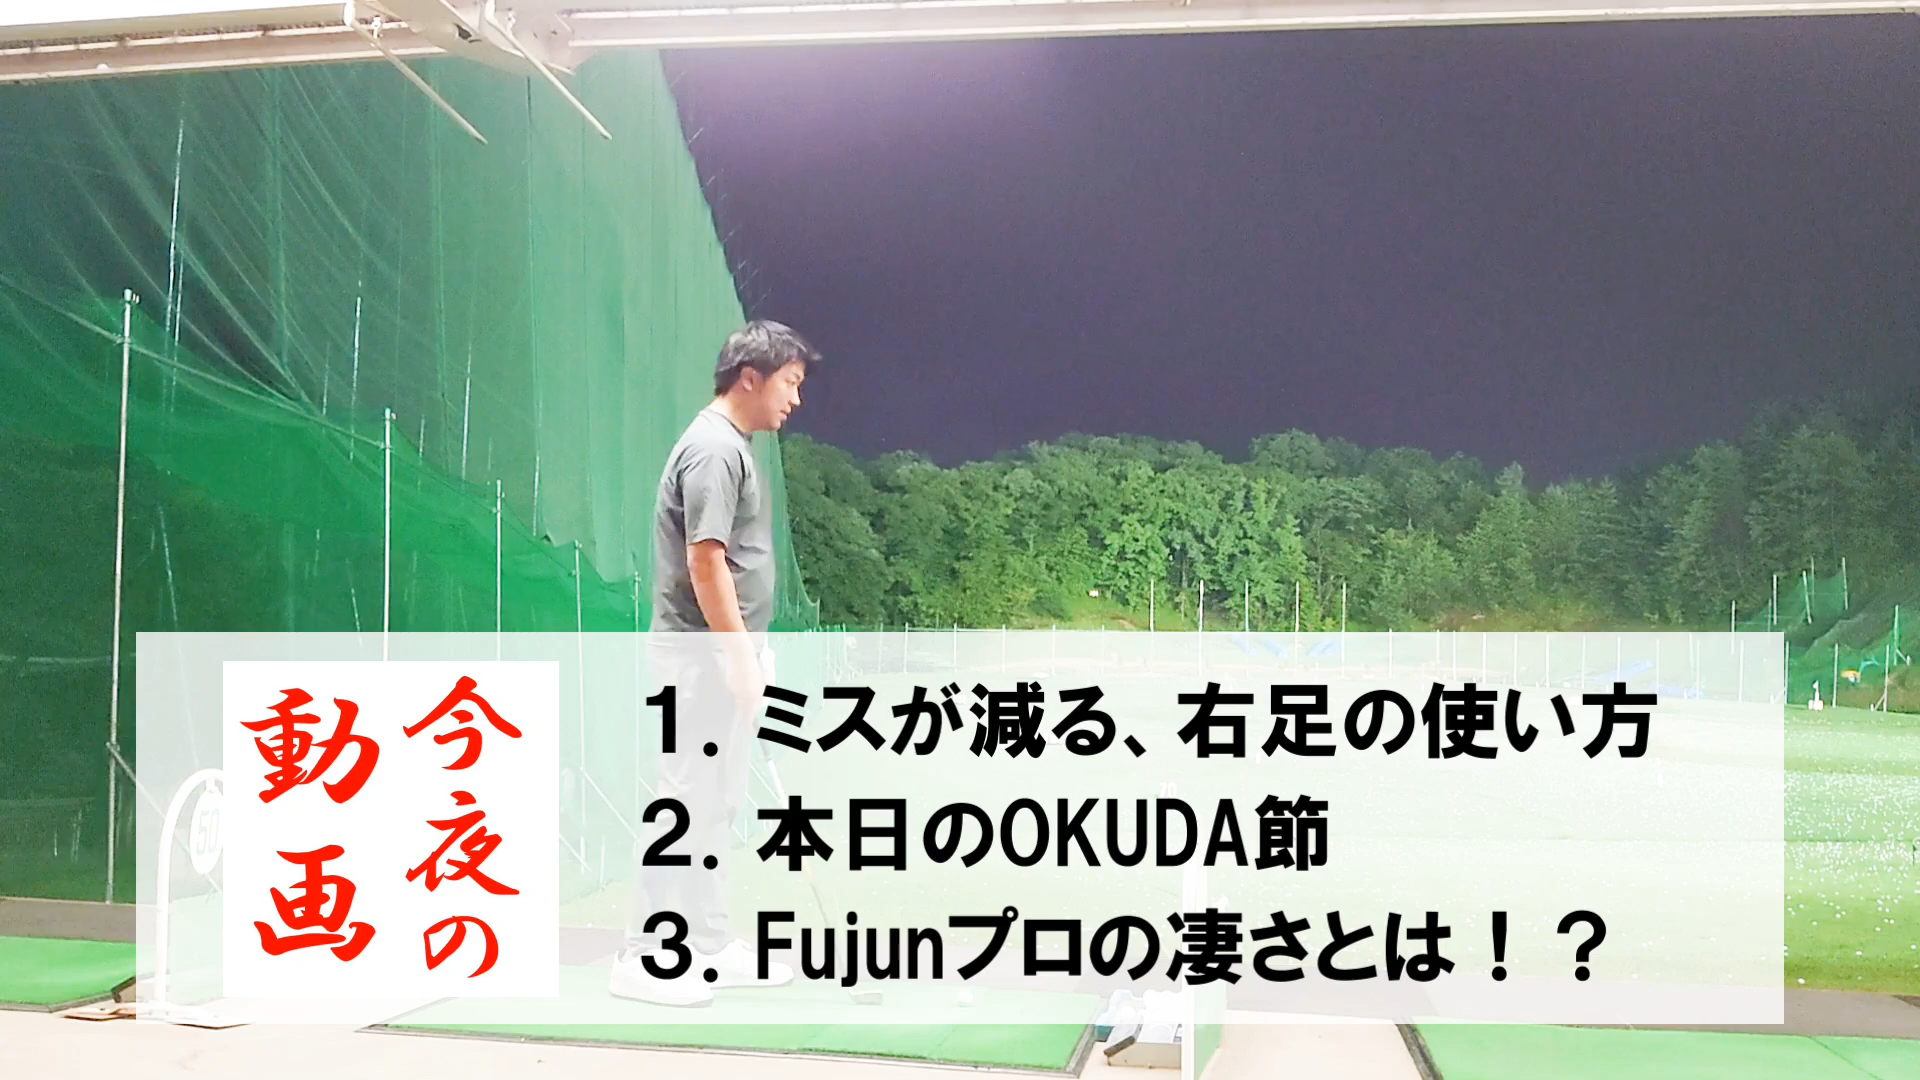 今夜の
動画
１．ミスが減る、右足の使い方
２．本日のOKUDA節
３．Fujunプロの凄さとは！？
50